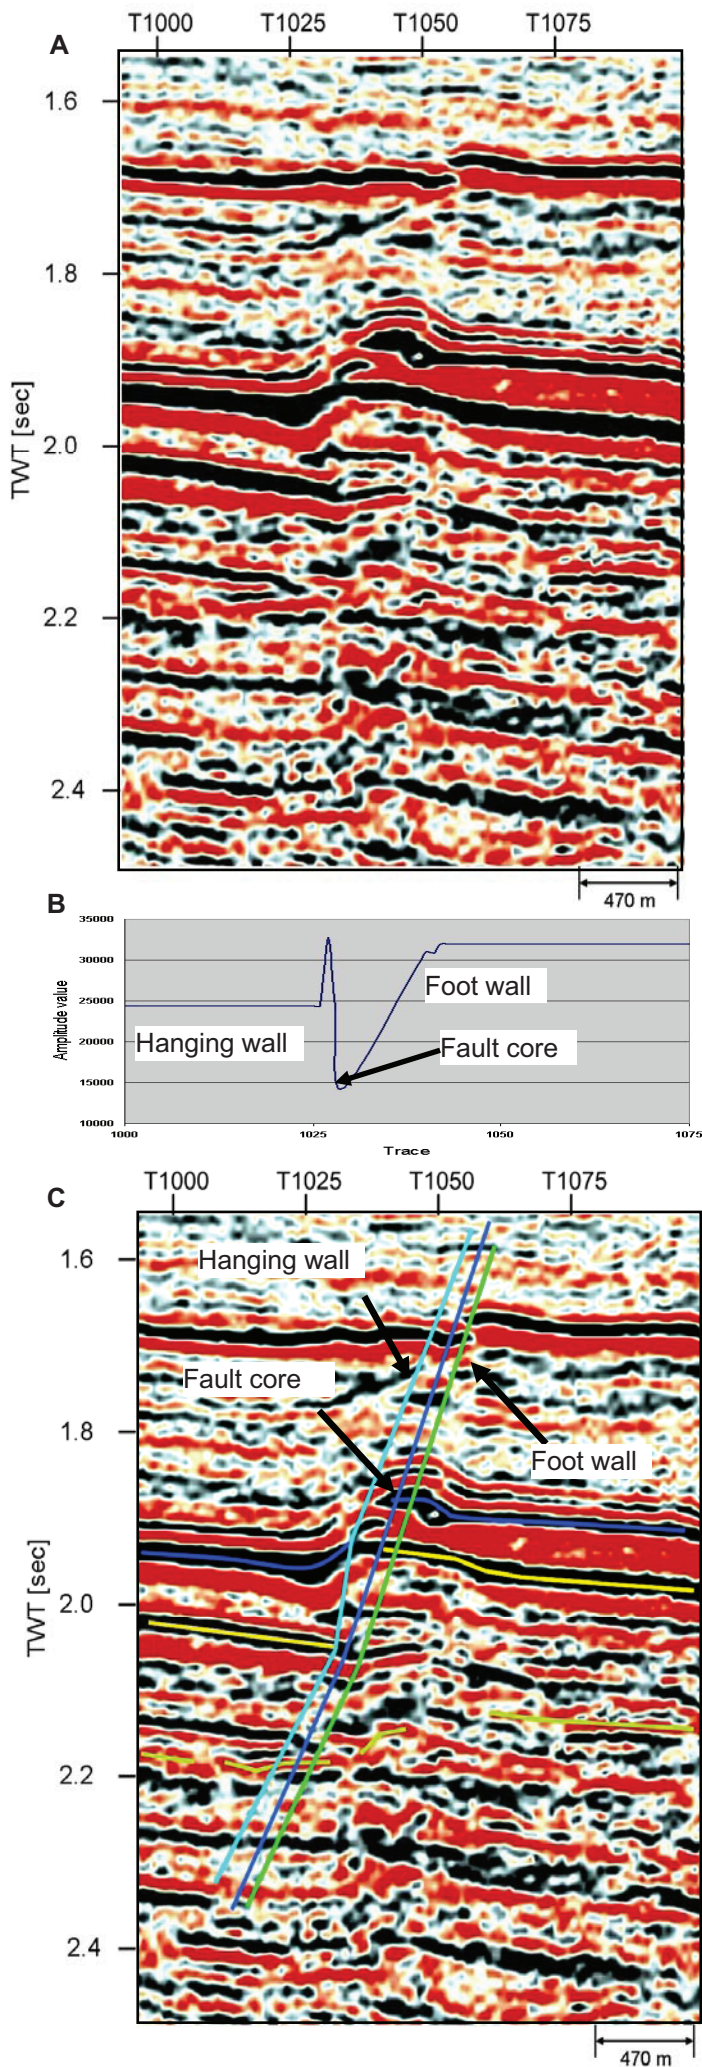 T1000 T1025 T1050 T1075
A
1.6
1.8
2.0
2.2
2.4
TWT [sec]
470 m
B
35000
30000
25000
20000
15000
10000
Amplitude value
Foot wall
Hanging wall
Fault core
1000 1025 1050 1075
Trace
C
T1000 T1025 T1050 T1075
1.6
Hanging wall
Fault core
1.8
Foot wall
TWT [sec]
2.0
2.2
2.4
470 m